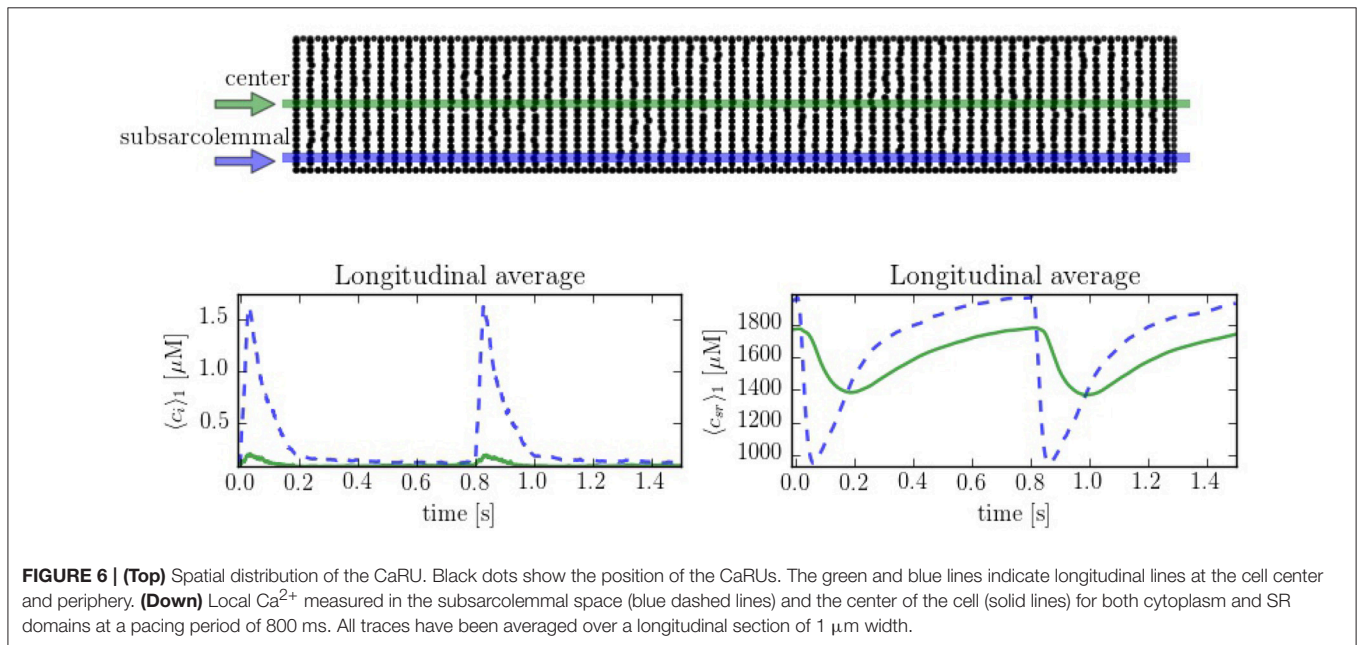 center
subsarcolemmal
Longitudinal average
Longitudinal average
⟨c_i⟩_1 [μM]
1.5
1.0
0.5
0.0 0.2 0.4 0.6 0.8 1.0 1.2 1.4
time [s]
⟨c_sr⟩_1 [μM]
1800
1600
1400
1200
1000
0.0 0.2 0.4 0.6 0.8 1.0 1.2 1.4
time [s]
FIGURE 6 | (Top) Spatial distribution of the CaRU. Black dots show the position of the CaRUs. The green and blue lines indicate longitudinal lines at the cell center
and periphery. (Down) Local Ca²⁺ measured in the subsarcolemmal space (blue dashed lines) and the center of the cell (solid lines) for both cytoplasm and SR
domains at a pacing period of 800 ms. All traces have been averaged over a longitudinal section of 1 μm width.